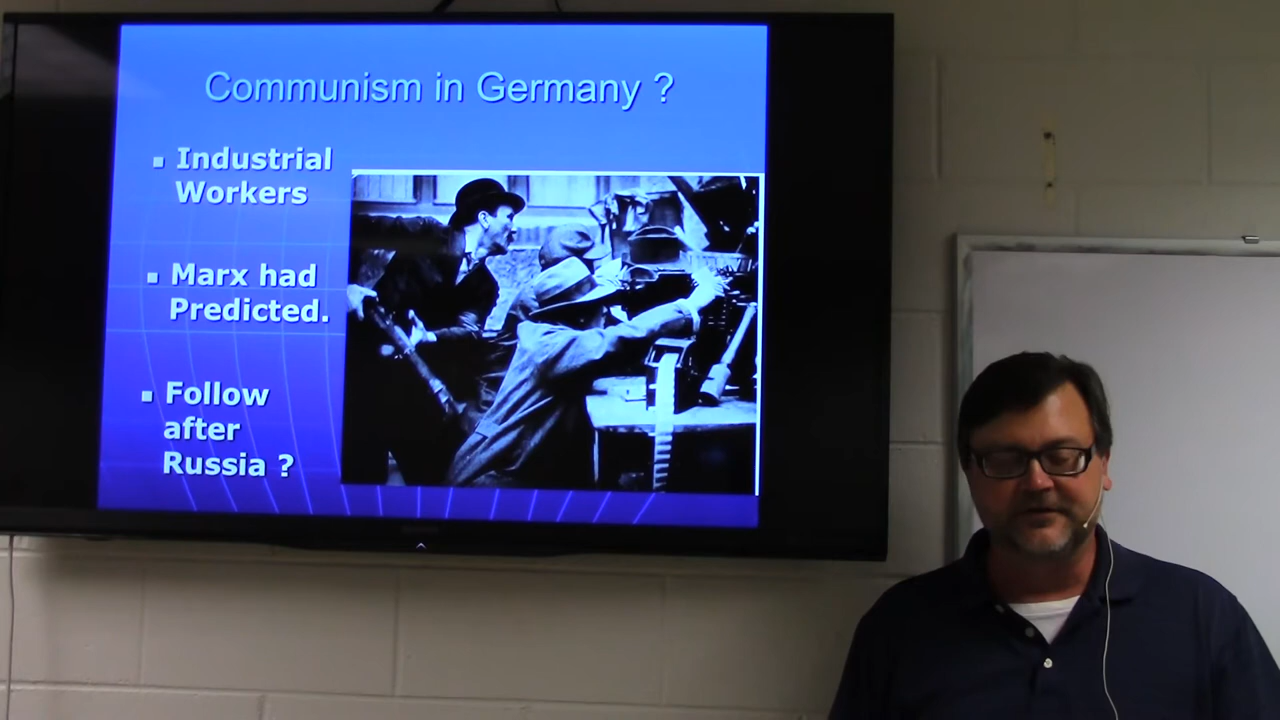 Communism in Germany ?
Industrial
Workers
Marx had
Predicted.
Follow
after
Russia ?